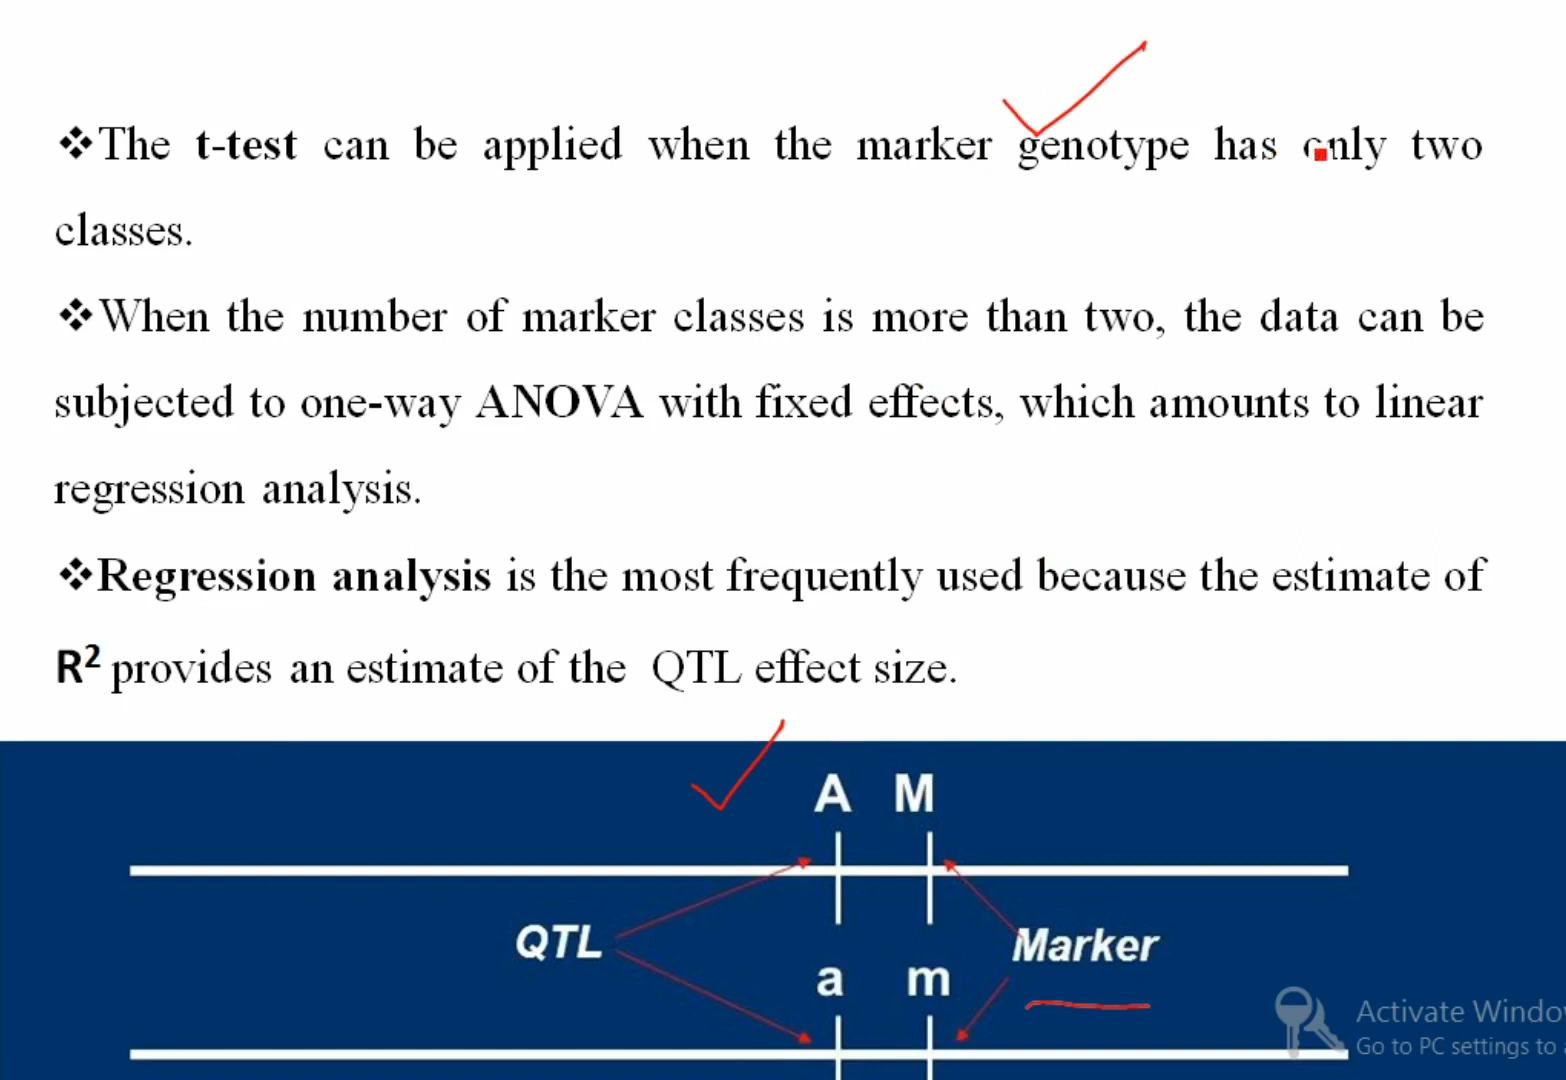 ❖The t-test can be applied when the marker genotype has only two
classes.
❖When the number of marker classes is more than two, the data can be
subjected to one-way ANOVA with fixed effects, which amounts to linear
regression analysis.
❖Regression analysis is the most frequently used because the estimate of
R² provides an estimate of the QTL effect size.
A M
QTL
Marker
a m
Activate Windo
Go to PC settings to